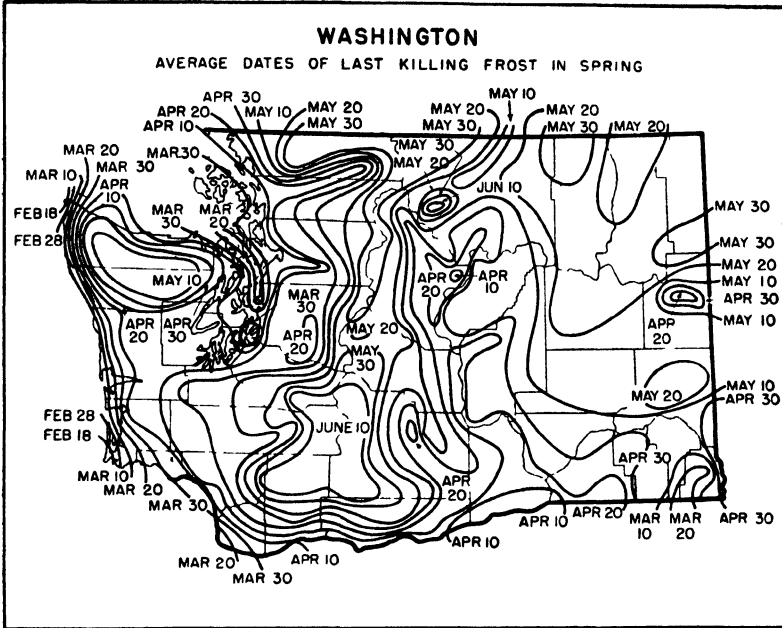 WASHINGTON
AVERAGE DATES OF LAST KILLING FROST IN SPRING
MAY 10
APR 30
APR 20
MAY 10
MAY 20
MAY 30
APR 10
MAY 20
MAY 30
MAY 20
MAY 30
MAY 20
MAR 20
MAR 30
MAR 10
MAR 30
APR 10
MAY 30
MAY 20
JUN 10
FEB 18
FEB 28
MAR 30
MAR 20
MAY 30
MAY 30
MAY 20
MAY 10
APR 30
MAY 10
MAY 10
APR 20
APR 10
MAR 30
APR 20
APR 30
APR 20
MAY 20
MAY 30
APR 20
MAY 20
MAY 10
APR 30
FEB 28
FEB 18
JUNE 10
APR 30
MAR 10
MAR 20
MAR 30
APR 20
APR 10
APR 20
MAR 10
MAR 20
APR 30
MAR 20
MAR 30
APR 10
APR 10